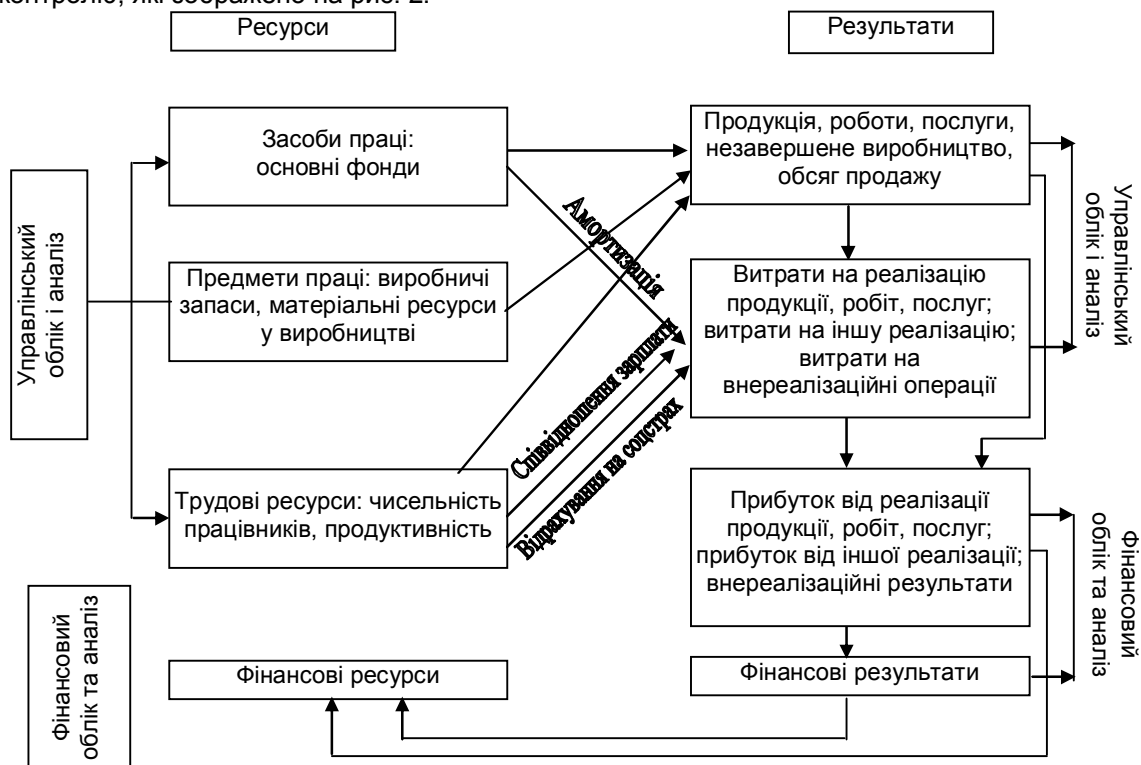 контролю, які зображено на рис. 2.
Ресурси
Результати
Засоби праці:
основні фонди
Продукція, роботи, послуги,
незавершене виробництво,
обсяг продажу
Управлінський
облік і аналіз
Предмети праці: виробничі
запаси, матеріальні ресурси
у виробництві
Амортизація
Витрати на реалізацію
продукції, робіт, послуг;
витрати на іншу реалізацію;
витрати на
внереалізаційні операції
Управлінський
облік і аналіз
Співвідношення зарплати
Відрахування на соцстрах
Трудові ресурси: чисельність
працівників, продуктивність
Прибуток від реалізації
продукції, робіт, послуг;
прибуток від іншої реалізації;
внереалізаційні результати
Фінансовий
облік та аналіз
Фінансовий
облік та аналіз
Фінансові ресурси
Фінансові результати